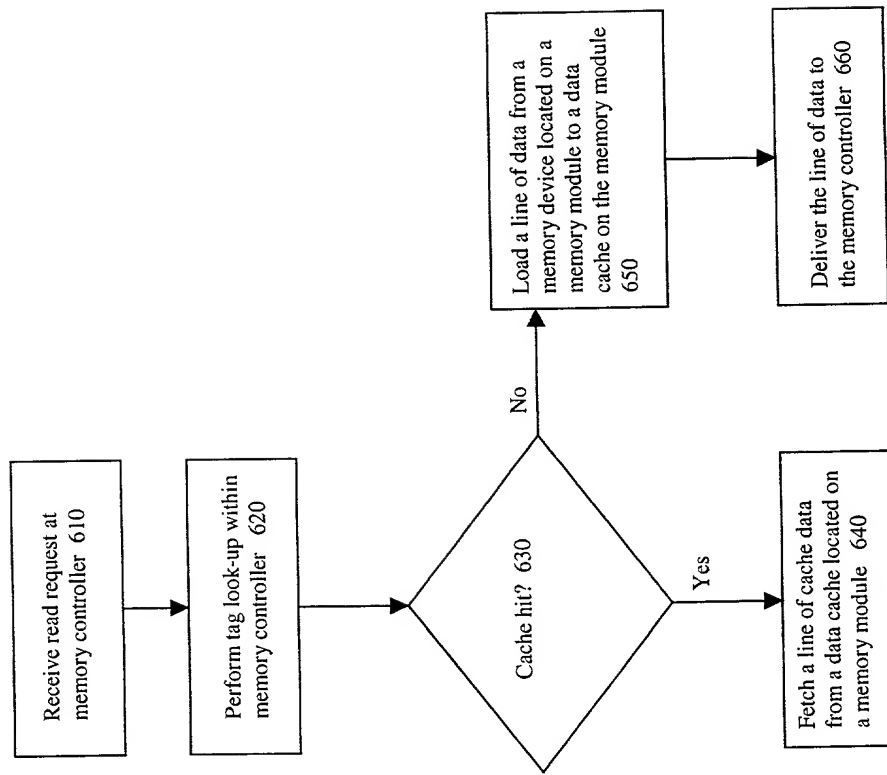 Receive read request at
memory controller 610
Perform tag look-up within
memory controller 620
Cache hit? 630
No
Load a line of data from a
memory device located on a
memory module to a data
cache on the memory module
650
Yes
Fetch a line of cache data
from a data cache located on
a memory module 640
Deliver the line of data to
the memory controller 660